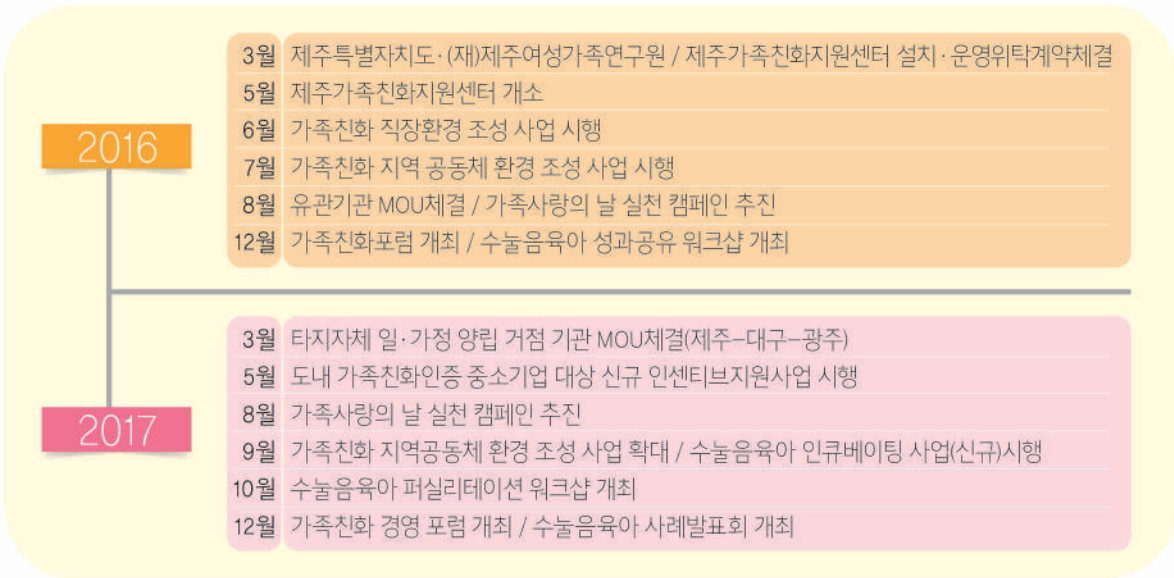 2016
3월 제주특별자치도·(재)제주여성가족연구원 / 제주가족친화지원센터 설치·운영위탁계약체결
5월 제주가족친화지원센터 개소
6월 가족친화 직장환경 조성 사업 시행
7월 가족친화 지역 공동체 환경 조성 사업 시행
8월 유관기관 MOU체결 / 가족사랑의 날 실천 캠페인 추진
12월 가족친화포럼 개최 / 수눌음육아 성과공유 워크샵 개최
2017
3월 타지자체 일·가정 양립 거점 기관 MOU체결(제주-대구-광주)
5월 도내 가족친화인증 중소기업 대상 신규 인센티브지원사업 시행
8월 가족사랑의 날 실천 캠페인 추진
9월 가족친화 지역공동체 환경 조성 사업 확대 / 수눌음육아 인큐베이팅 사업(신규)시행
10월 수눌음육아 퍼실리테이션 워크샵 개최
12월 가족친화 경영 포럼 개최 / 수눌음육아 사례발표회 개최